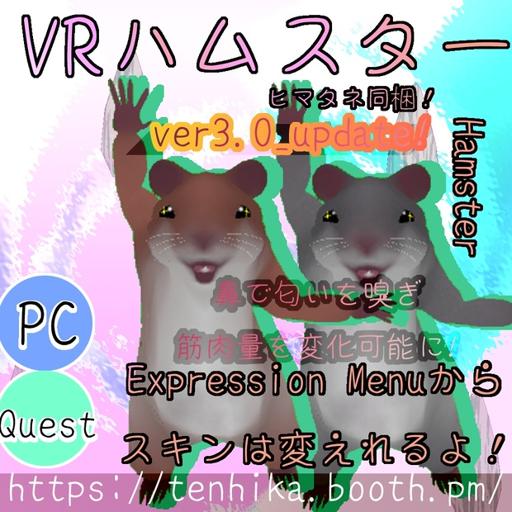 VRハムスター
ヒマタネ同梱！
ver3.0_update!
Hamster
鼻で匂いを嗅ぎ
筋肉量を変化可能に！
PC
Expression Menuから
Quest
スキンは変えれるよ！
https://tenhika.booth.pm/